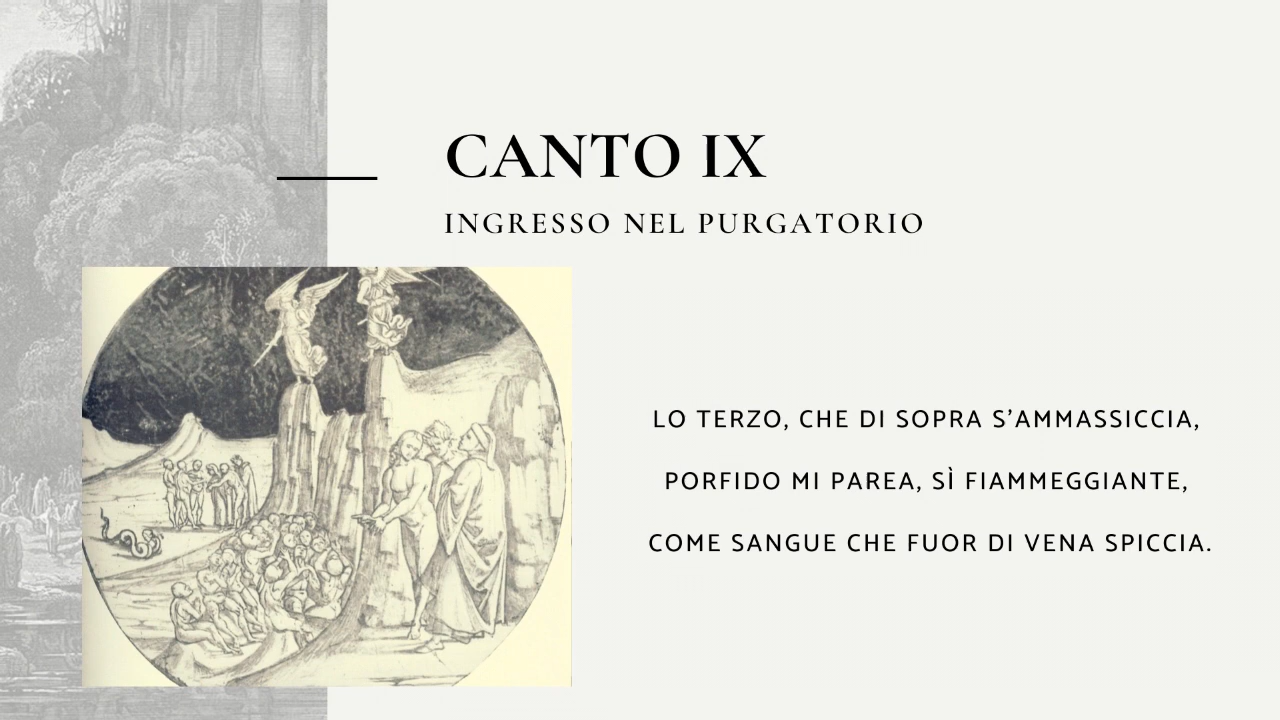 CANTO IX
INGRESSO NEL PURGATORIO
LO TERZO, CHE DI SOPRA S'AMMASSICCIA,
PORFIDO MI PAREA, SÌ FIAMMEGGIANTE,
COME SANGUE CHE FUOR DI VENA SPICCIA.